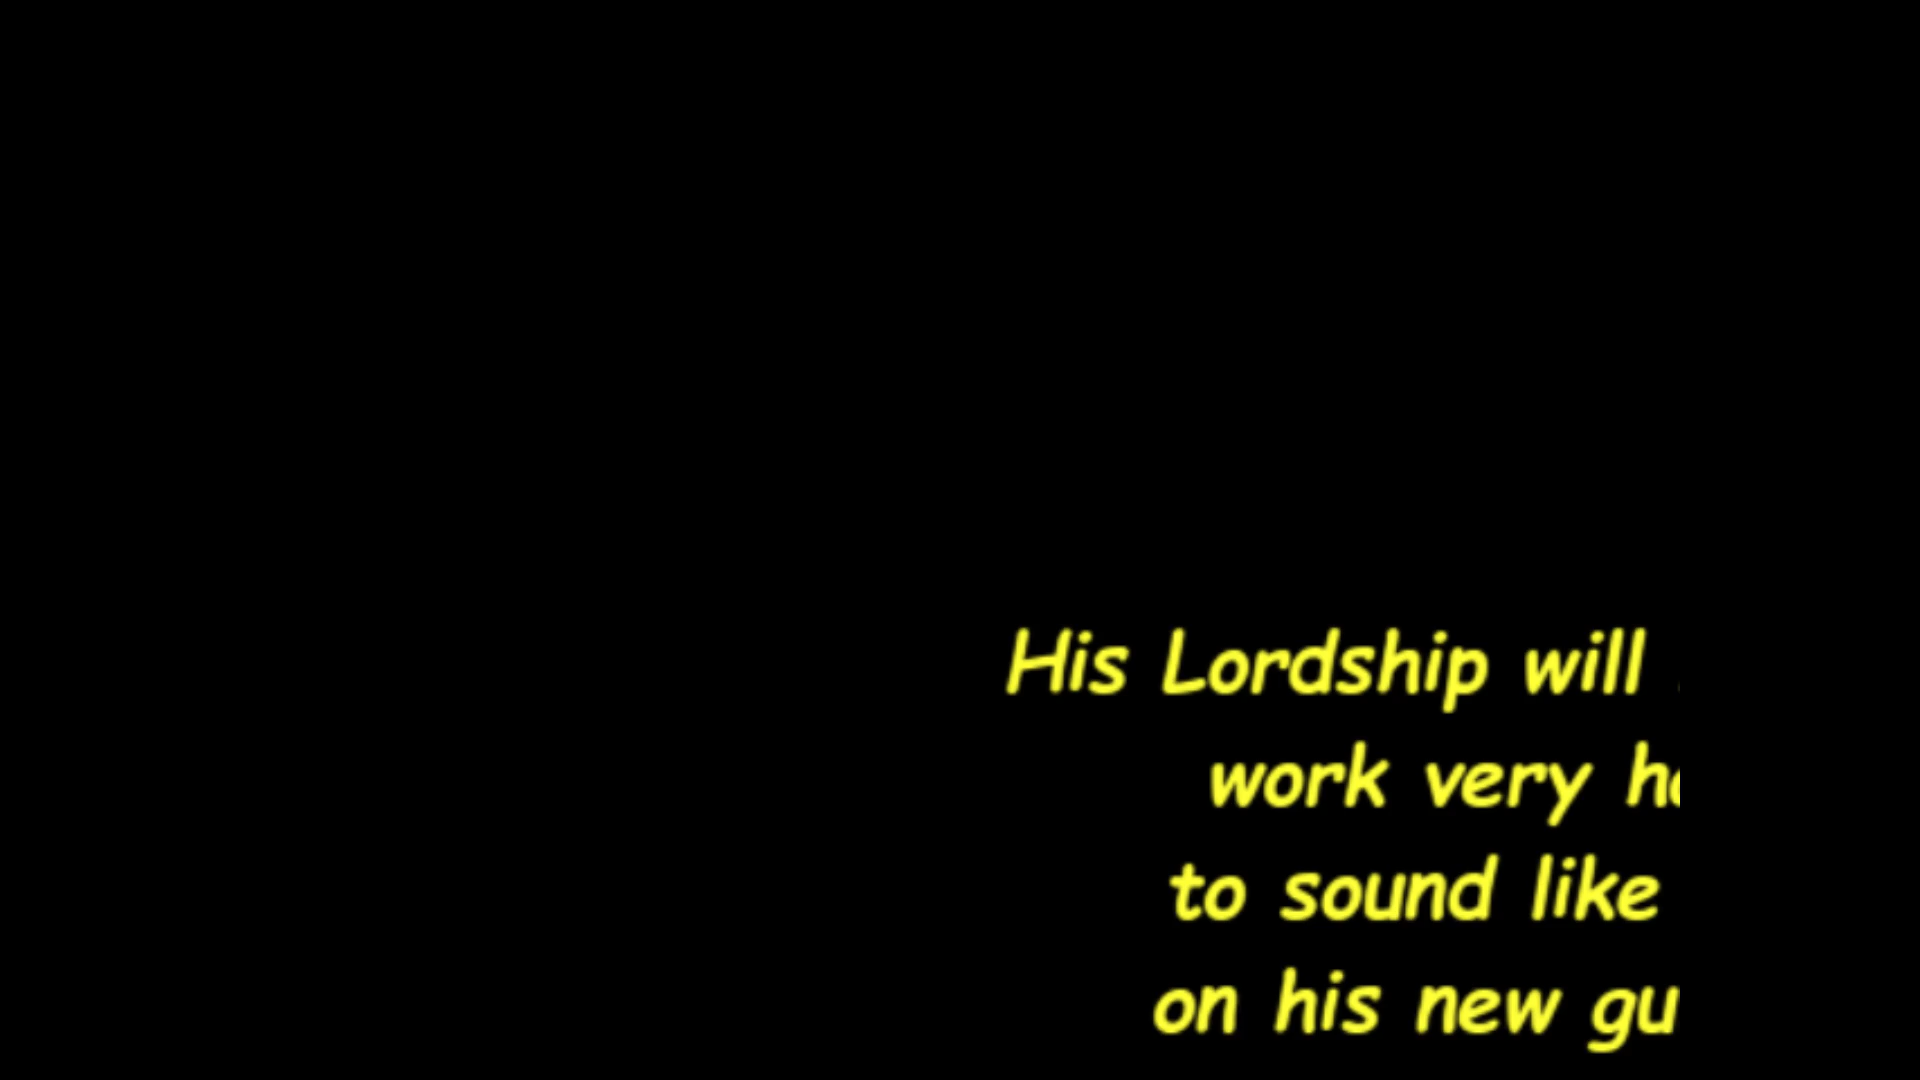 His Lordship will
work very
to sound like
on his new